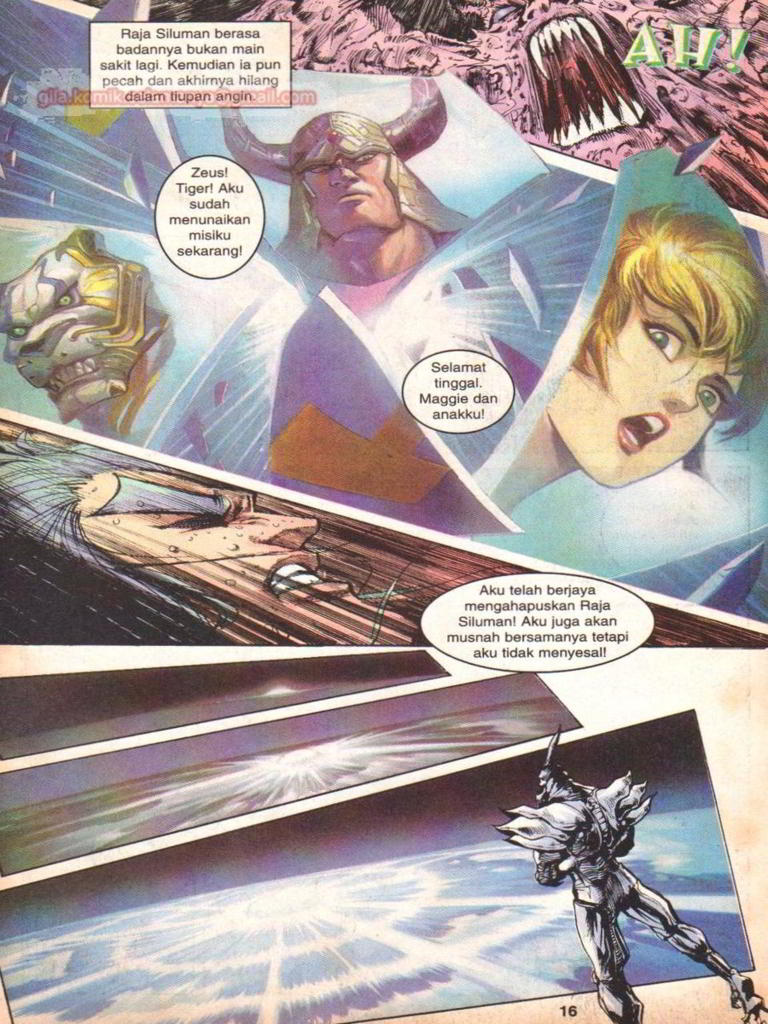 Raja Siluman berasa
badannya bukan main
sakit lagi. Kemudian ia pun
pecah dan akhirnya hilang
dalam tiupan angin.
AH!
Zeus!
Tiger! Aku
sudah
menunaikan
misiku
sekarang!
Selamat
tinggal.
Maggie dan
anakku!
Aku telah berjaya
mengahapuskan Raja
Siluman! Aku juga akan
musnah bersamanya tetapi
aku tidak menyesal!
16